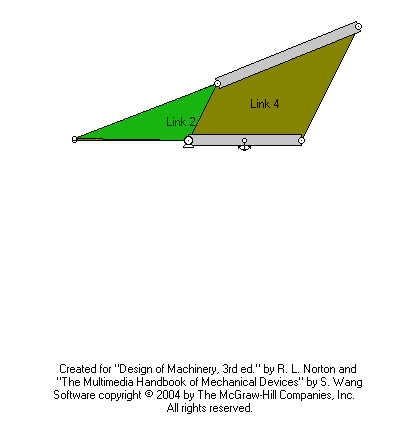 Link 4
Link 2
Created for "Design of Machinery, 3rd ed." by R. L. Norton and
"The Multimedia Handbook of Mechanical Devices" by S. Wang
Software copyright © 2004 by The McGraw-Hill Companies, Inc.
All rights reserved.